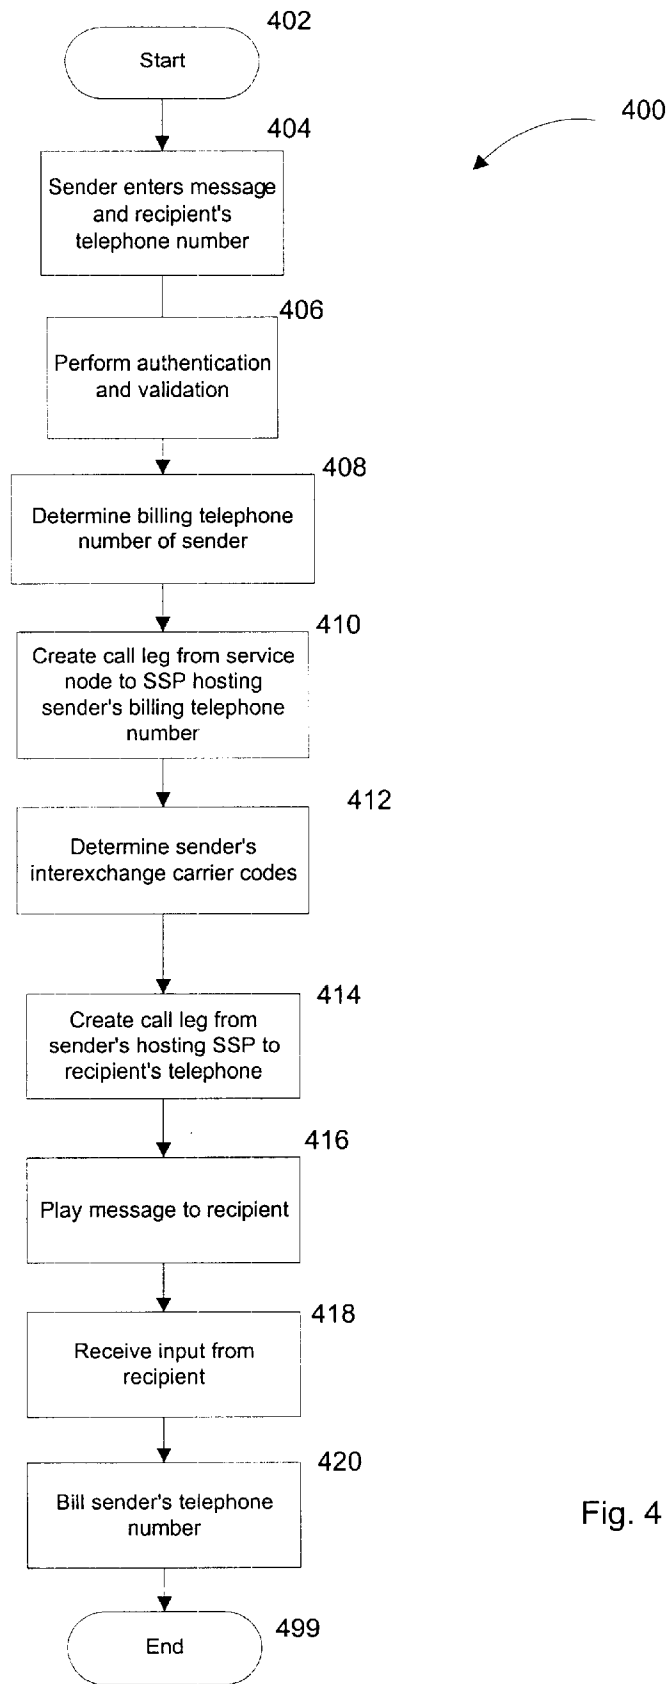 402
Start
400
404
Sender enters message
and recipient's
telephone number
406
Perform authentication
and validation
408
Determine billing telephone
number of sender
410
Create call leg from service
node to SSP hosting
sender's billing telephone
number
412
Determine sender's
interexchange carrier codes
414
Create call leg from
sender's hosting SSP to
recipient's telephone
416
Play message to recipient
418
Receive input from
recipient
420
Bill sender's telephone
number
Fig. 4
499
End